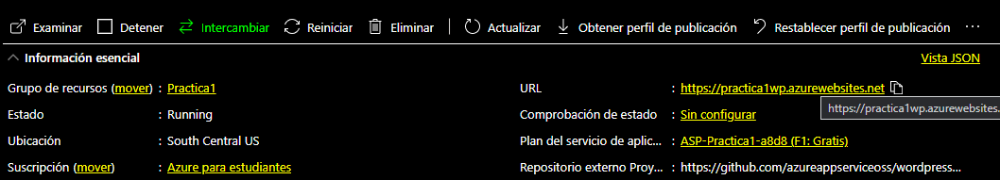 Examinar Detener Intercambiar Reiniciar Eliminar Actualizar Obtener perfil de publicación Restablecer perfil de publicación ...
Información esencial Vista JSON
Grupo de recursos (mover) : Practica1
Estado : Running
Ubicación : South Central US
Suscripción (mover) : Azure para estudiantes
URL : https://practica1wp.azurewebsites.net
https://practica1wp.azurewebsites.
Comprobación de estado : Sin configurar
Plan del servicio de aplic... : ASP-Practica1-a8d8 (F1: Gratis)
Repositorio externo Proy... : https://github.com/azureappserviceoss/wordpress...